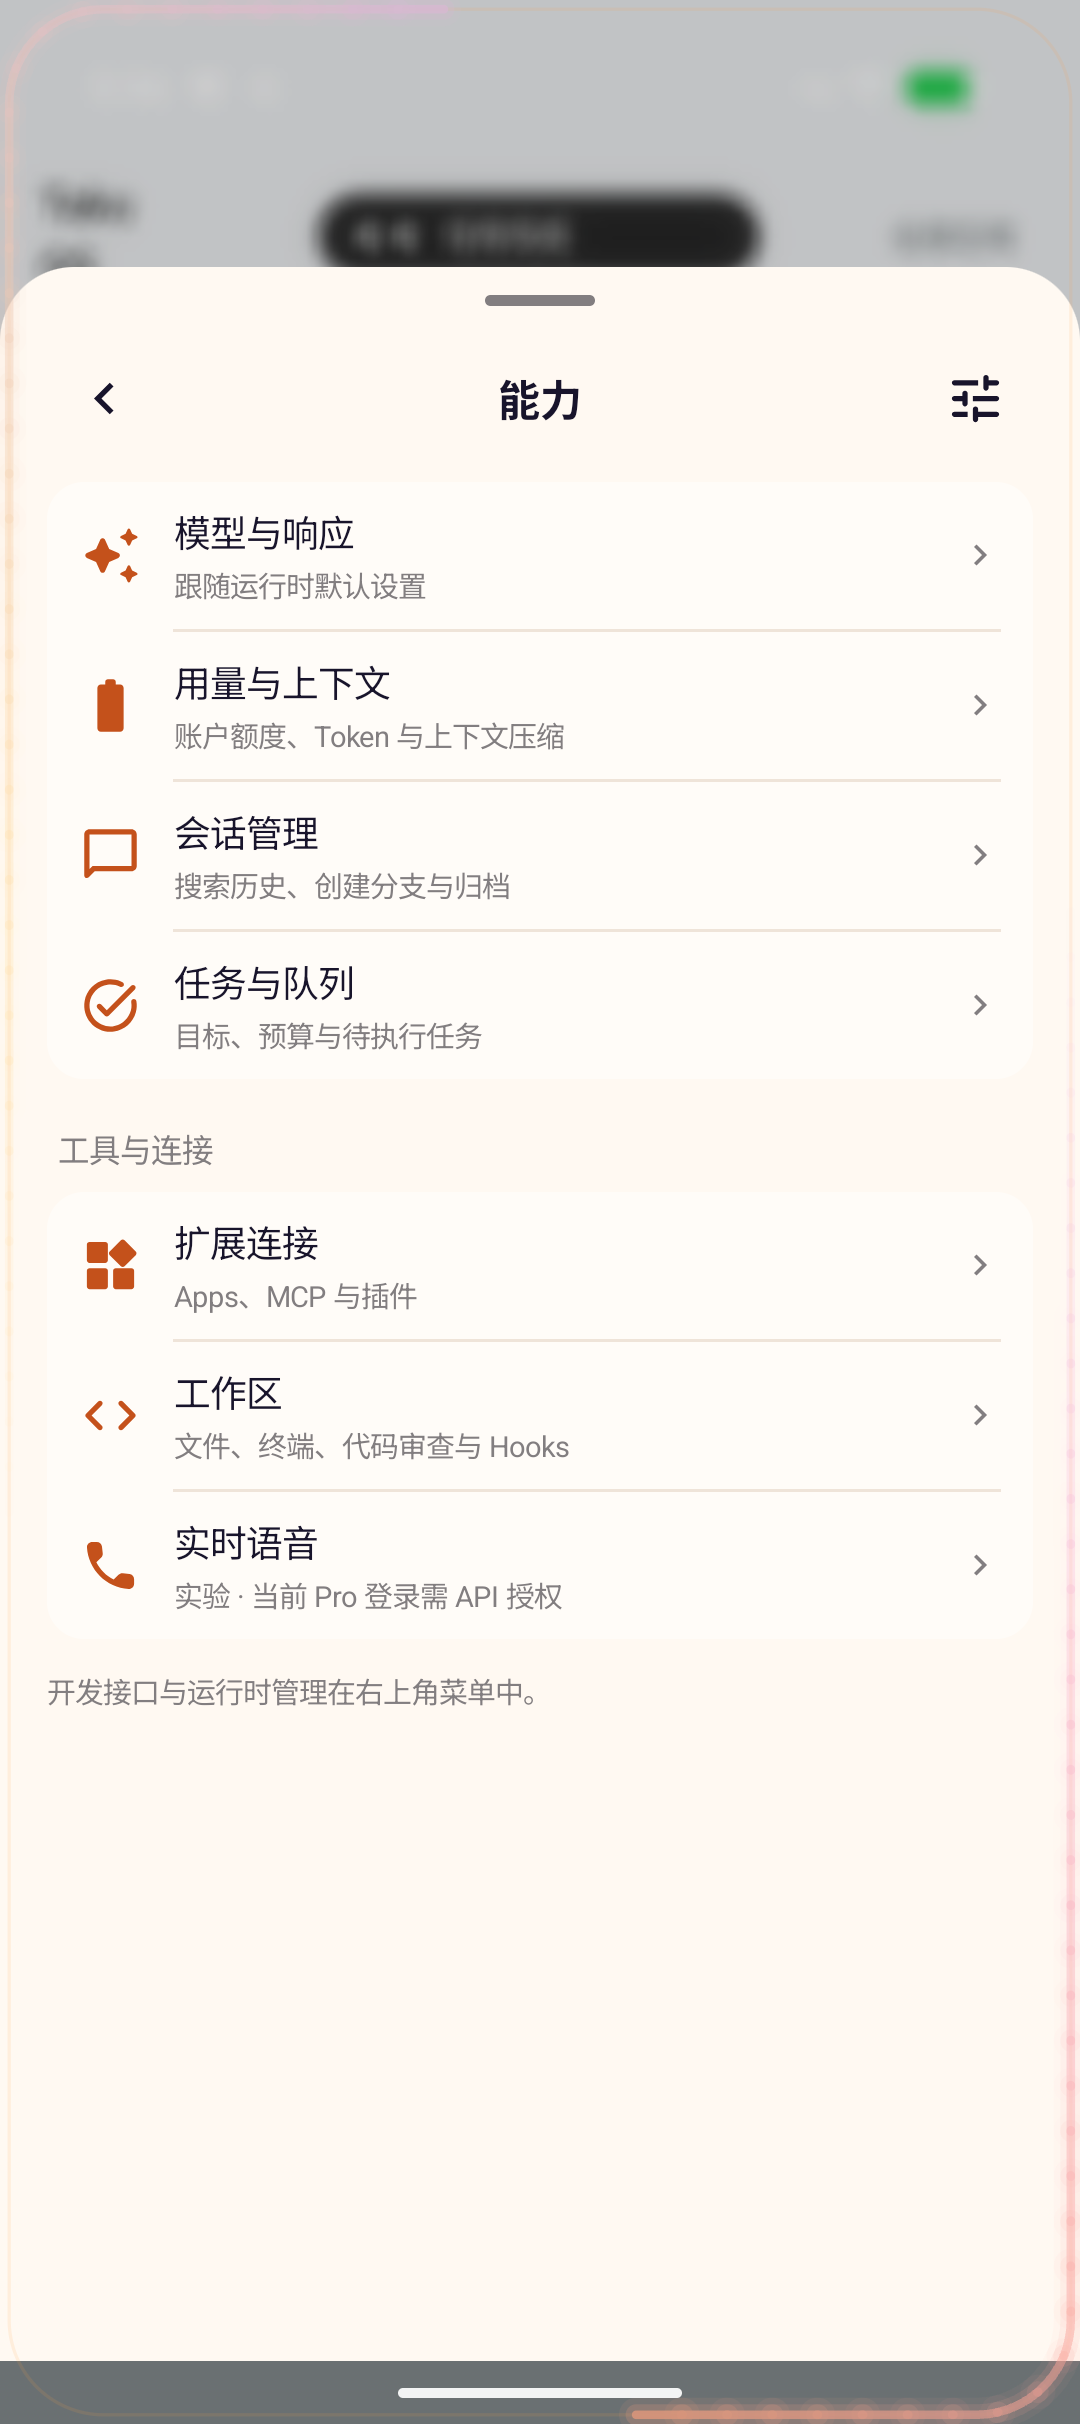 能力
模型与响应
跟随运行时默认设置
用量与上下文
账户额度、Token 与上下文压缩
会话管理
搜索历史、创建分支与归档
任务与队列
目标、预算与待执行任务
工具与连接
扩展连接
Apps、MCP 与插件
工作区
文件、终端、代码审查与 Hooks
实时语音
实验 · 当前 Pro 登录需 API 授权
开发接口与运行时管理在右上角菜单中。